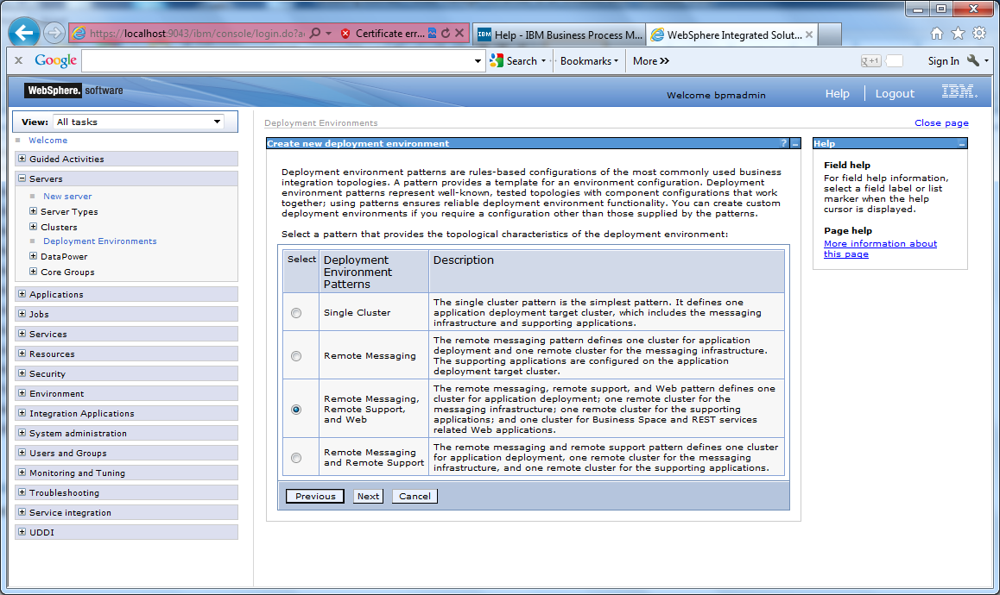 https://localhost:9043/ibm/console/login.do?a
Certificate err...
IBM Help - IBM Business Process M...
WebSphere Integrated Solut...
Google
Search
Bookmarks
More »
+1
Sign In
WebSphere. software
Welcome bpmadmin
Help
Logout
IBM.
View: All tasks
Welcome
Guided Activities
Servers
New server
Server Types
Clusters
Deployment Environments
DataPower
Core Groups
Applications
Jobs
Services
Resources
Security
Environment
Integration Applications
System administration
Users and Groups
Monitoring and Tuning
Troubleshooting
Service integration
UDDI
Deployment Environments
Close page
Create new deployment environment
?
Deployment environment patterns are rules-based configurations of the most commonly used business
integration topologies. A pattern provides a template for an environment configuration. Deployment
environment patterns represent well-known, tested topologies with component configurations that work
together; using patterns ensures reliable deployment environment functionality. You can create custom
deployment environments if you require a configuration other than those supplied by the patterns.
Select a pattern that provides the topological characteristics of the deployment environment:
Select
Deployment
Environment
Patterns
Description
Single Cluster
The single cluster pattern is the simplest pattern. It defines one
application deployment target cluster, which includes the messaging
infrastructure and supporting applications.
Remote Messaging
The remote messaging pattern defines one cluster for application
deployment and one remote cluster for the messaging infrastructure.
The supporting applications are configured on the application
deployment target cluster.
Remote Messaging,
Remote Support,
and Web
The remote messaging, remote support, and Web pattern defines one
cluster for application deployment; one remote cluster for the
messaging infrastructure; one remote cluster for the supporting
applications; and one cluster for Business Space and REST services
related Web applications.
Remote Messaging
and Remote Support
The remote messaging and remote support pattern defines one cluster
for application deployment, one remote cluster for the messaging
infrastructure, and one remote cluster for the supporting applications.
Previous
Next
Cancel
Help
Field help
For field help information,
select a field label or list
marker when the help
cursor is displayed.
Page help
More information about
this page